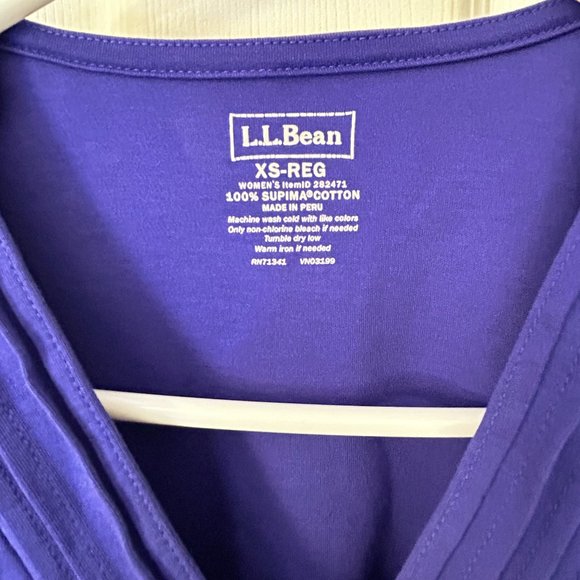 L.L.Bean
XS-REG
WOMEN'S ItemID 282471
100% SUPIMA® COTTON
MADE IN PERU
Machine wash cold with like colors
Only non-chlorine bleach if needed
Tumble dry low
Warm iron if needed
RN71341 VN03199